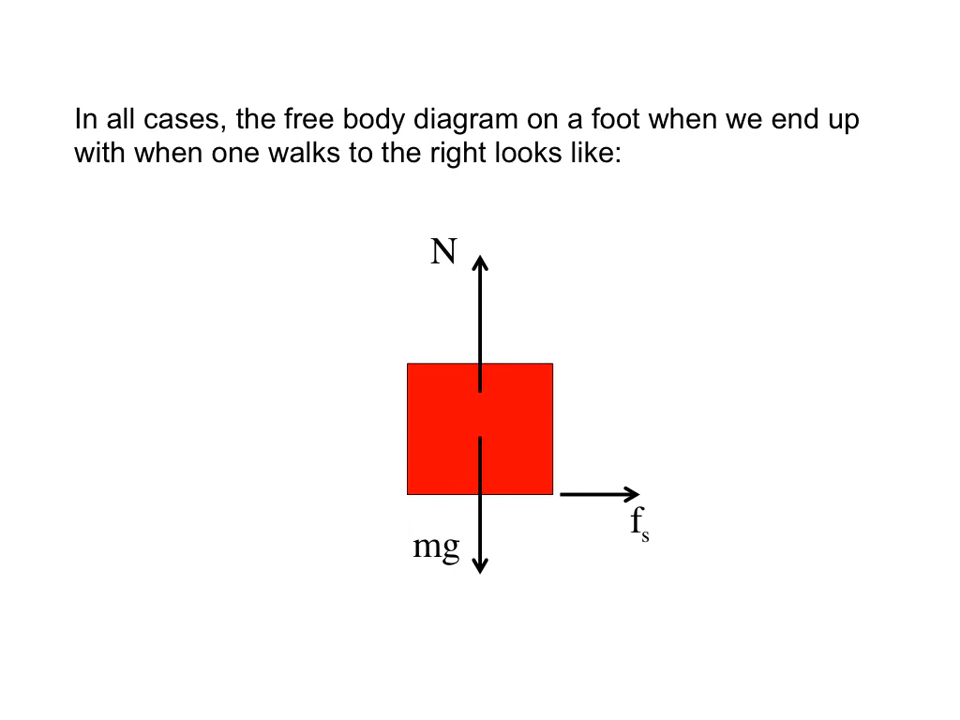 In all cases, the free body diagram on a foot when we end up
with when one walks to the right looks like:
N
mg
fs